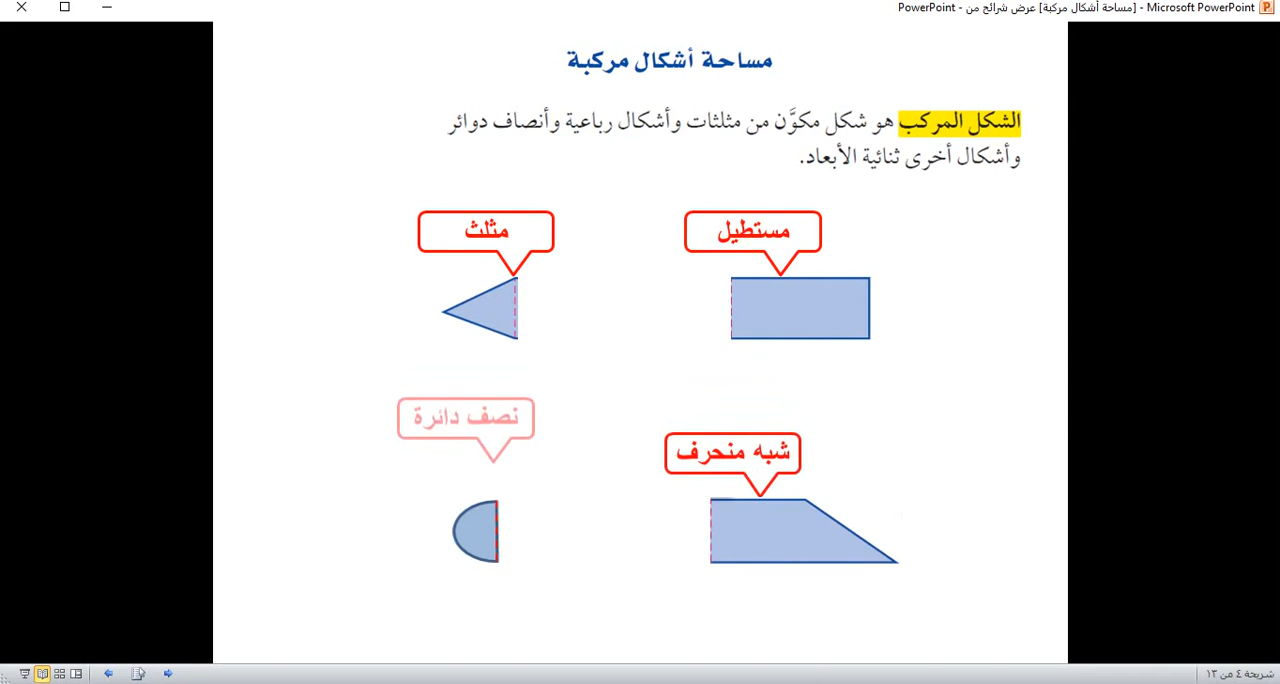 PowerPoint - عرض شرائح من [مساحة أشكال مركبة] - Microsoft PowerPoint
مساحة أشكال مركبة
الشكل المركب هو شكل مكوَّن من مثلثات وأشكال رباعية وأنصاف دوائر
وأشكال أخرى ثنائية الأبعاد.
مستطيل
مثلث
نصف دائرة
شبه منحرف
شريحة ٤ من ١٣